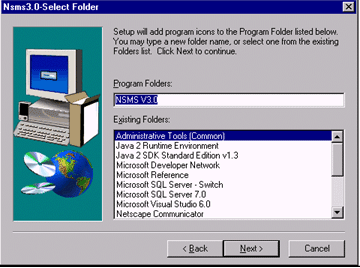 Nsms3.0-Select Folder
Setup will add program icons to the Program Folder listed below.
You may type a new folder name, or select one from the existing
Folders list. Click Next to continue.
Program Folders:
NSMS V3.0
Existing Folders:
Administrative Tools (Common)
Java 2 Runtime Environment
Java 2 SDK Standard Edition v1.3
Microsoft Developer Network
Microsoft Reference
Microsoft SQL Server - Switch
Microsoft SQL Server 7.0
Microsoft Visual Studio 6.0
Netscape Communicator
< Back
Next >
Cancel